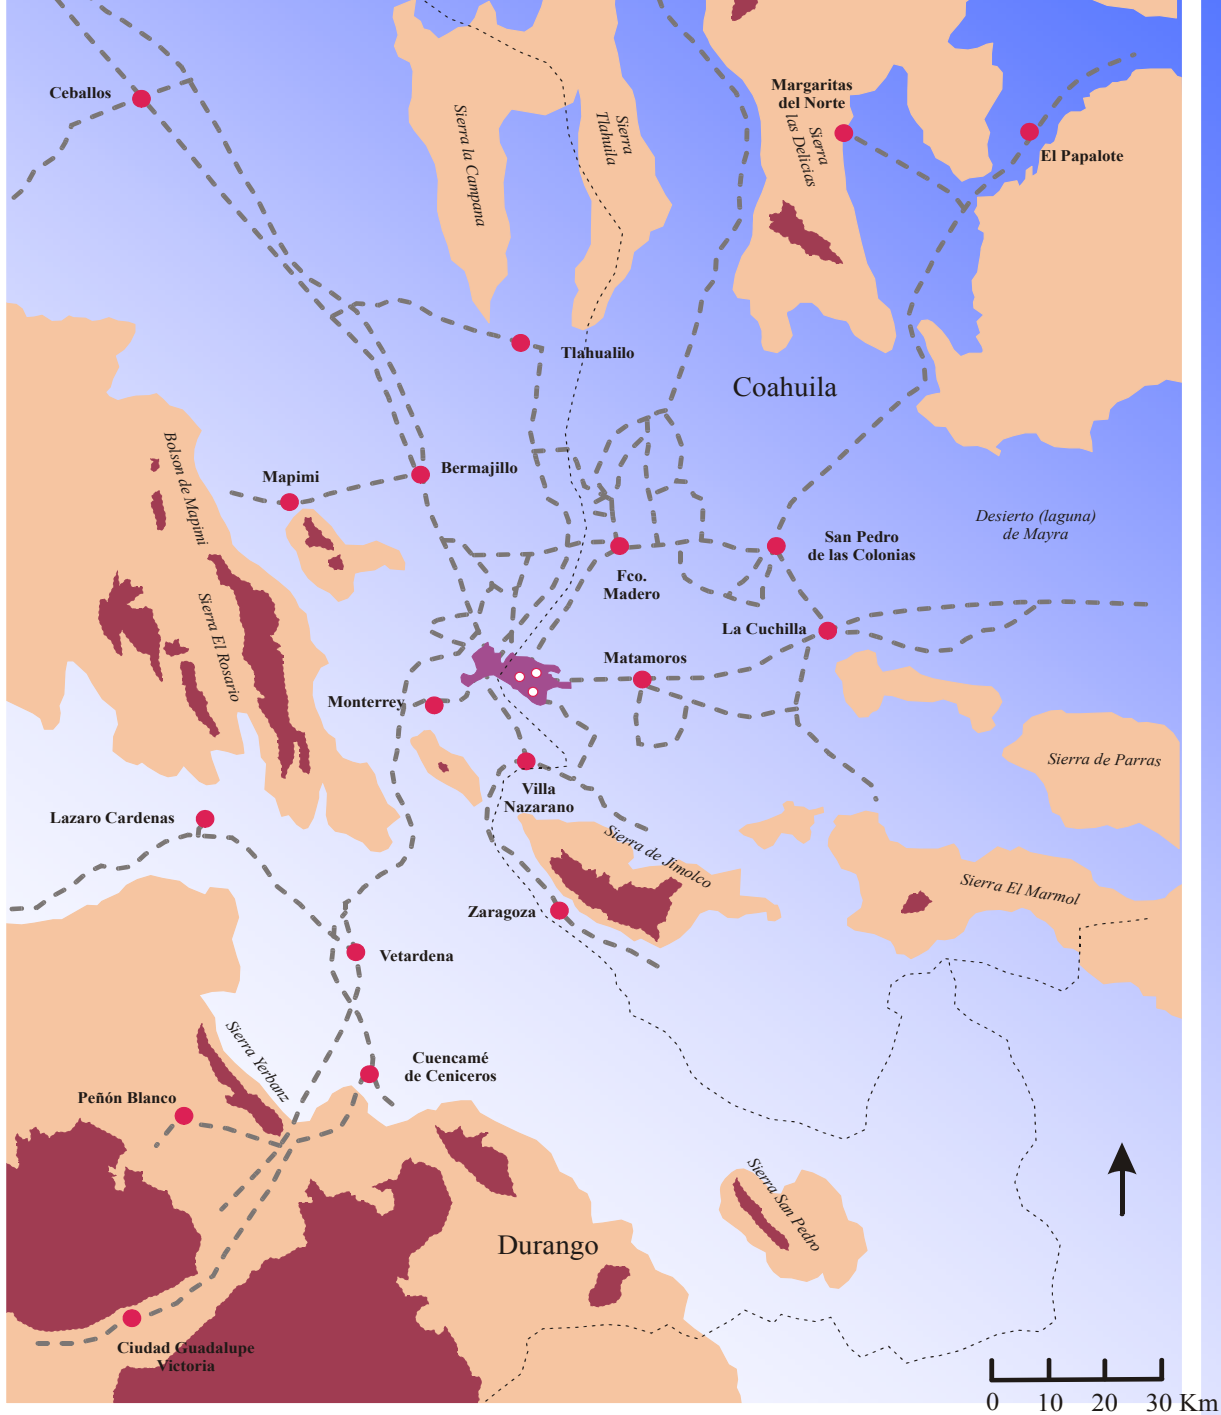 Ceballos
Margaritas
del Norte
El Papalote
Sierra la Campana
Sierra
Tlahuila
Sierra
las Delicias
Tlahualilo
Coahuila
Bolson de Mapimi
Mapimi
Bermajillo
Desierto (laguna)
de Mayra
San Pedro
de las Colonias
Fco.
Madero
Sierra El Rosario
La Cuchilla
Matamoros
Monterrey
Sierra de Parras
Villa
Nazarano
Lazaro Cardenas
Sierra de Jimolco
Sierra El Marmol
Zaragoza
Vetardena
Sierra Yerbanz
Cuencamé
de Ceniceros
Peñón Blanco
Sierra San Pedro
Durango
Ciudad Guadalupe
Victoria
0 10 20 30 Km